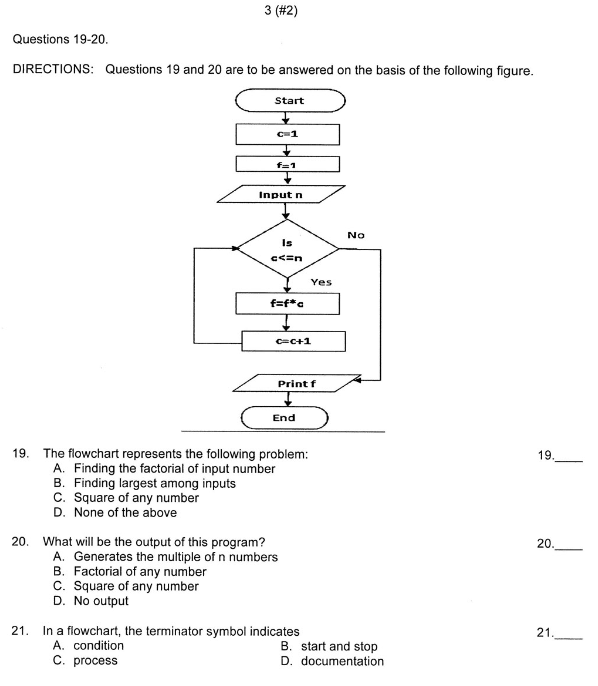 3 (#2)
Questions 19-20.
DIRECTIONS: Questions 19 and 20 are to be answered on the basis of the following figure.
Start
c=1
f=1
Input n
Is
c<=n
No
Yes
f=f*c
c=c+1
Print f
End
19. The flowchart represents the following problem: 19.____
A. Finding the factorial of input number
B. Finding largest among inputs
C. Square of any number
D. None of the above
20. What will be the output of this program? 20.____
A. Generates the multiple of n numbers
B. Factorial of any number
C. Square of any number
D. No output
21. In a flowchart, the terminator symbol indicates 21.____
A. condition B. start and stop
C. process D. documentation